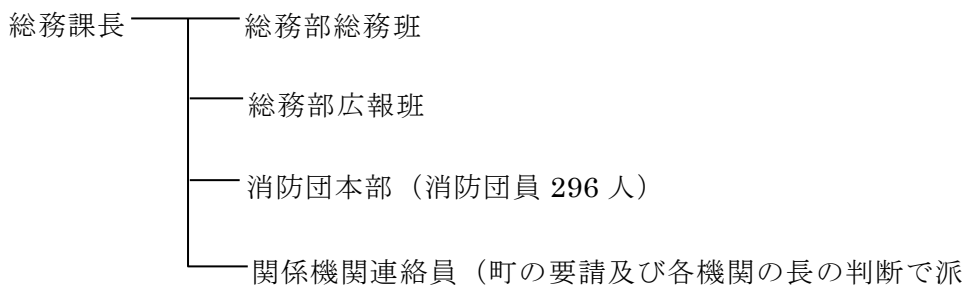 総務課長 総務部総務班
総務部広報班
消防団本部（消防団員 296 人）
関係機関連絡員（町の要請及び各機関の長の判断で派